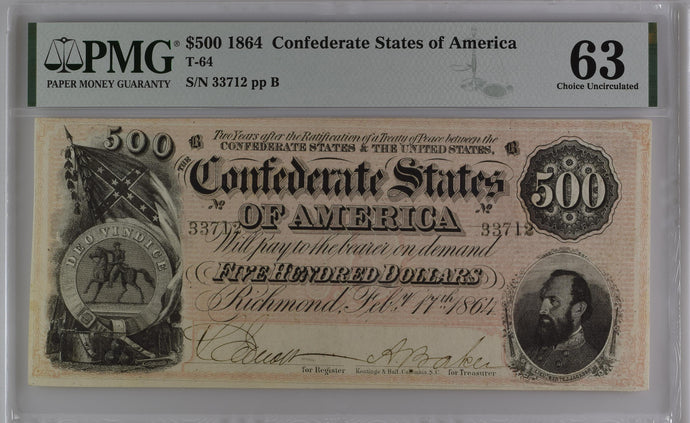 PMG
PAPER MONEY GUARANTY
$500 1864 Confederate States of America
T-64
S/N 33712 pp B
63
Choice Uncirculated
500
B
Two Years after the Ratification of a Treaty of Peace between the
CONFEDERATE STATES & THE UNITED STATES,
B
THE
Confederate States
OF AMERICA
500
No
33712
No
33712
DEO VINDICE
Will pay to the bearer on demand
FIVE HUNDRED DOLLARS
Richmond, Feby. 17th 1864
A Baker
for Register
Keatinge & Ball, Columbia, S.C.
for Treasurer